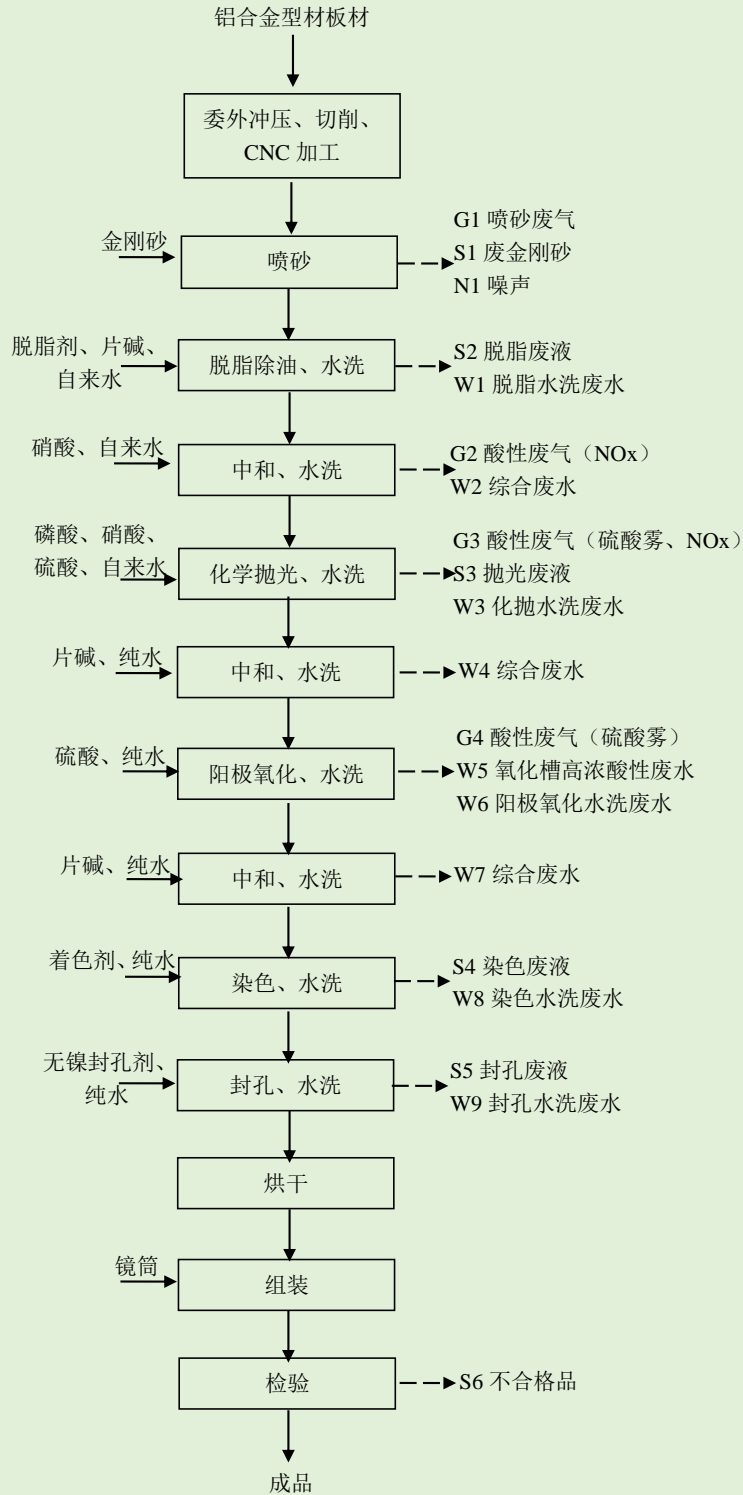 铝合金型材板材
委外冲压、切削、
CNC 加工
金刚砂
喷砂
G1 喷砂废气
S1 废金刚砂
N1 噪声
脱脂剂、片碱、
自来水
脱脂除油、水洗
S2 脱脂废液
W1 脱脂水洗废水
硝酸、自来水
中和、水洗
G2 酸性废气（NOx）
W2 综合废水
磷酸、硝酸、
硫酸、自来水
化学抛光、水洗
G3 酸性废气（硫酸雾、NOx）
S3 抛光废液
W3 化抛水洗废水
片碱、纯水
中和、水洗
W4 综合废水
硫酸、纯水
阳极氧化、水洗
G4 酸性废气（硫酸雾）
W5 氧化槽高浓酸性废水
W6 阳极氧化水洗废水
片碱、纯水
中和、水洗
W7 综合废水
着色剂、纯水
染色、水洗
S4 染色废液
W8 染色水洗废水
无镍封孔剂、
纯水
封孔、水洗
S5 封孔废液
W9 封孔水洗废水
烘干
镜筒
组装
检验
S6 不合格品
成品